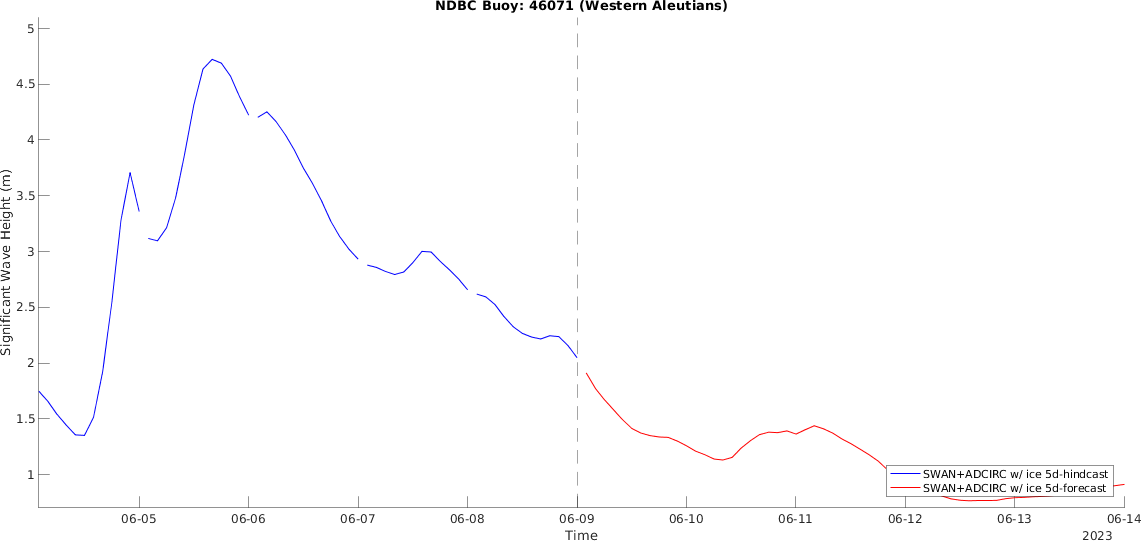 NDBC Buoy: 46071 (Western Aleutians)
5
4.5
4
3.5
3
2.5
2
1.5
1
Significant Wave Height (m)
SWAN+ADCIRC w/ ice 5d-hindcast
SWAN+ADCIRC w/ ice 5d-forecast
06-05 06-06 06-07 06-08 06-09 06-10 06-11 06-12 06-13 06-14
Time
2023